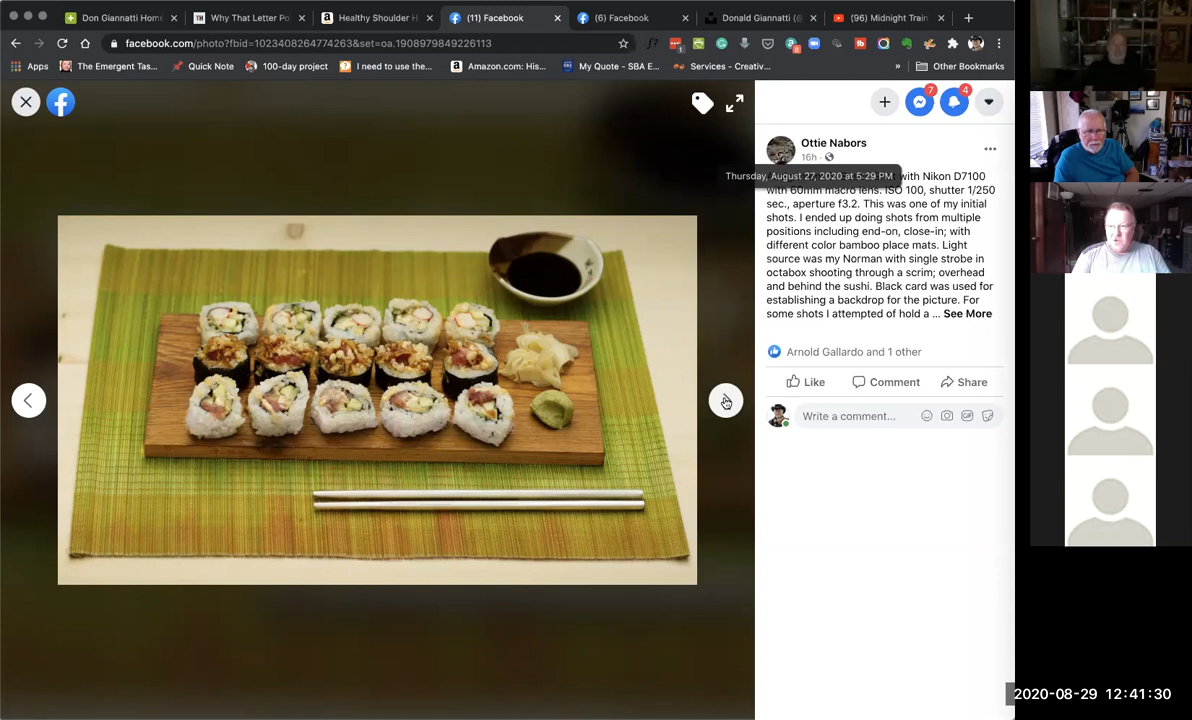 Don Giannatti Hom
Why That Letter Po
Healthy Shoulder H
(11) Facebook
(6) Facebook
Donald Giannatti (@
(96) Midnight Train
facebook.com/photo?fbid=10234082647742​63&set=oa.1908979849226113
Apps
The Emergent Tas...
Quick Note
100-day project
I need to use the...
Amazon.com: His...
My Quote - SBA E...
Services - Creativ...
»
Other Bookmarks
7
4
Ottie Nabors
16h
Thursday, August 27, 2020 at 5:29 PM
with Nikon D7100
with 60mm macro lens. ISO 100, shutter 1/250
sec., aperture f3.2. This was one of my initial
shots. I ended up doing shots from multiple
positions including end-on, close-in; with
different color bamboo place mats. Light
source was my Norman with single strobe in
octabox shooting through a scrim; overhead
and behind the sushi. Black card was used for
establishing a backdrop for the picture. For
some shots I attempted of hold a ... See More
Arnold Gallardo and 1 other
Like
Comment
Share
Write a comment...
2020-08-29 12:41:30